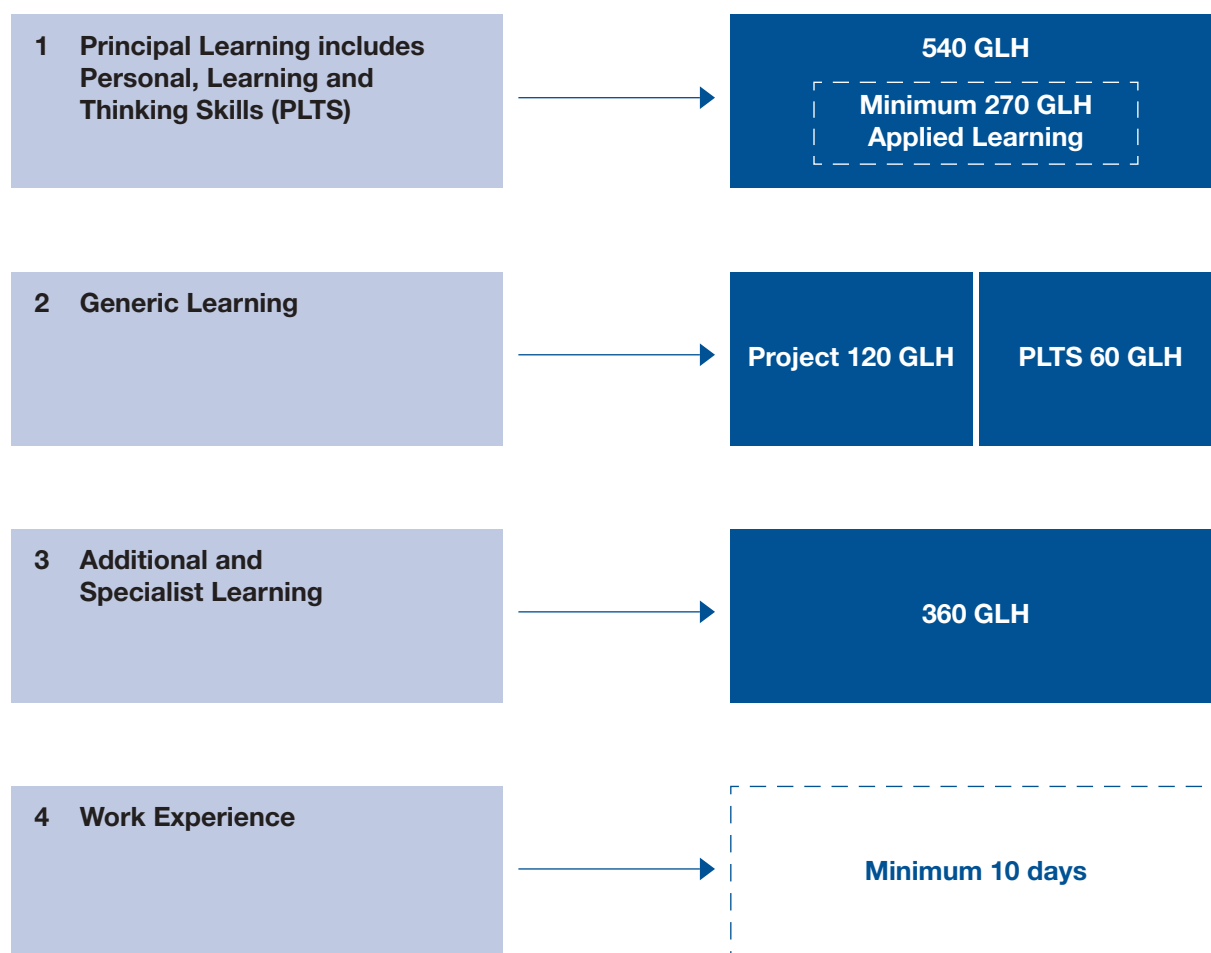 1 Principal Learning includes
Personal, Learning and
Thinking Skills (PLTS)
540 GLH
Minimum 270 GLH
Applied Learning
2 Generic Learning
Project 120 GLH
PLTS 60 GLH
3 Additional and
Specialist Learning
360 GLH
4 Work Experience
Minimum 10 days